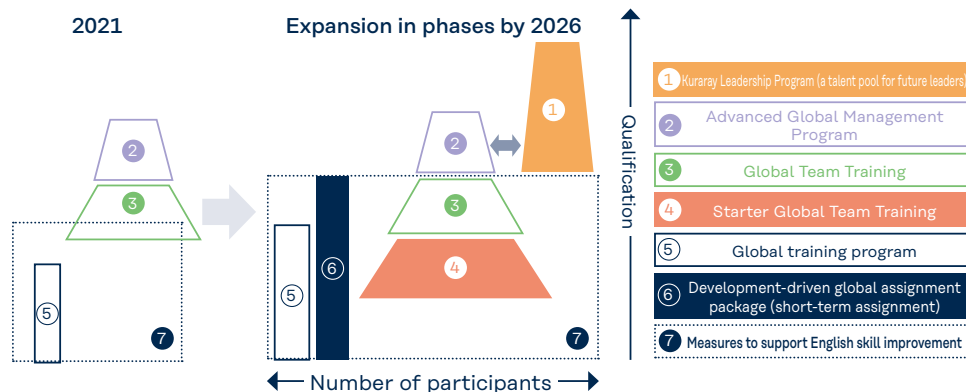 2021
Expansion in phases by 2026
2
3
5
7
1
2
3
4
5
6
7
Number of participants
Qualification
1 Kuraray Leadership Program (a talent pool for future leaders)
2 Advanced Global Management
Program
3 Global Team Training
4 Starter Global Team Training
5 Global training program
6 Development-driven global assignment
package (short-term assignment)
7 Measures to support English skill improvement